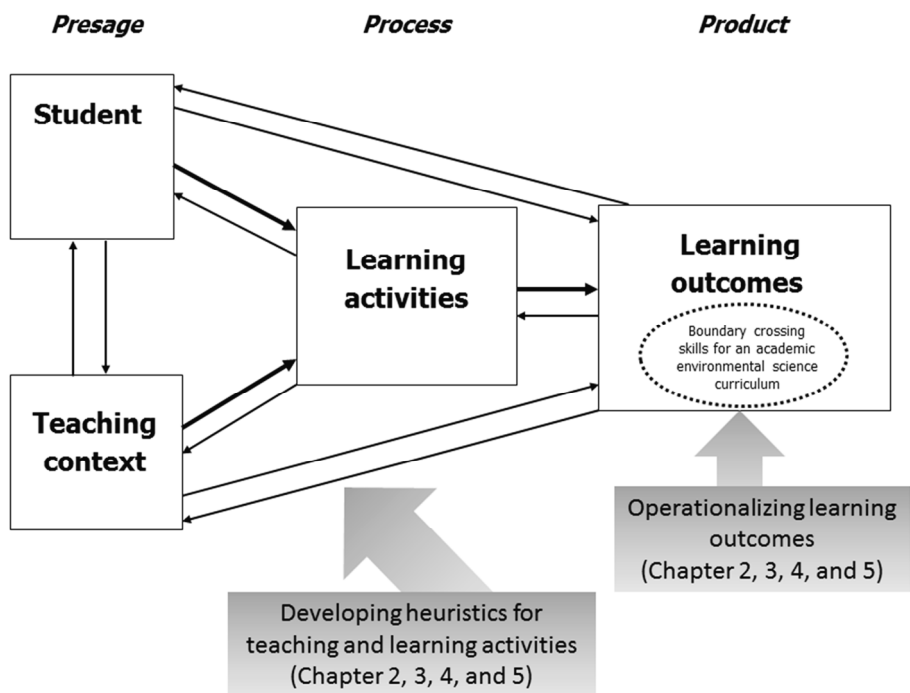 Presage
Process
Product
Student
Learning
activities
Learning
outcomes
Boundary crossing
skills for an academic
environmental science
curriculum
Teaching
context
Operationalizing learning
outcomes
(Chapter 2, 3, 4, and 5)
Developing heuristics for
teaching and learning activities
(Chapter 2, 3, 4, and 5)